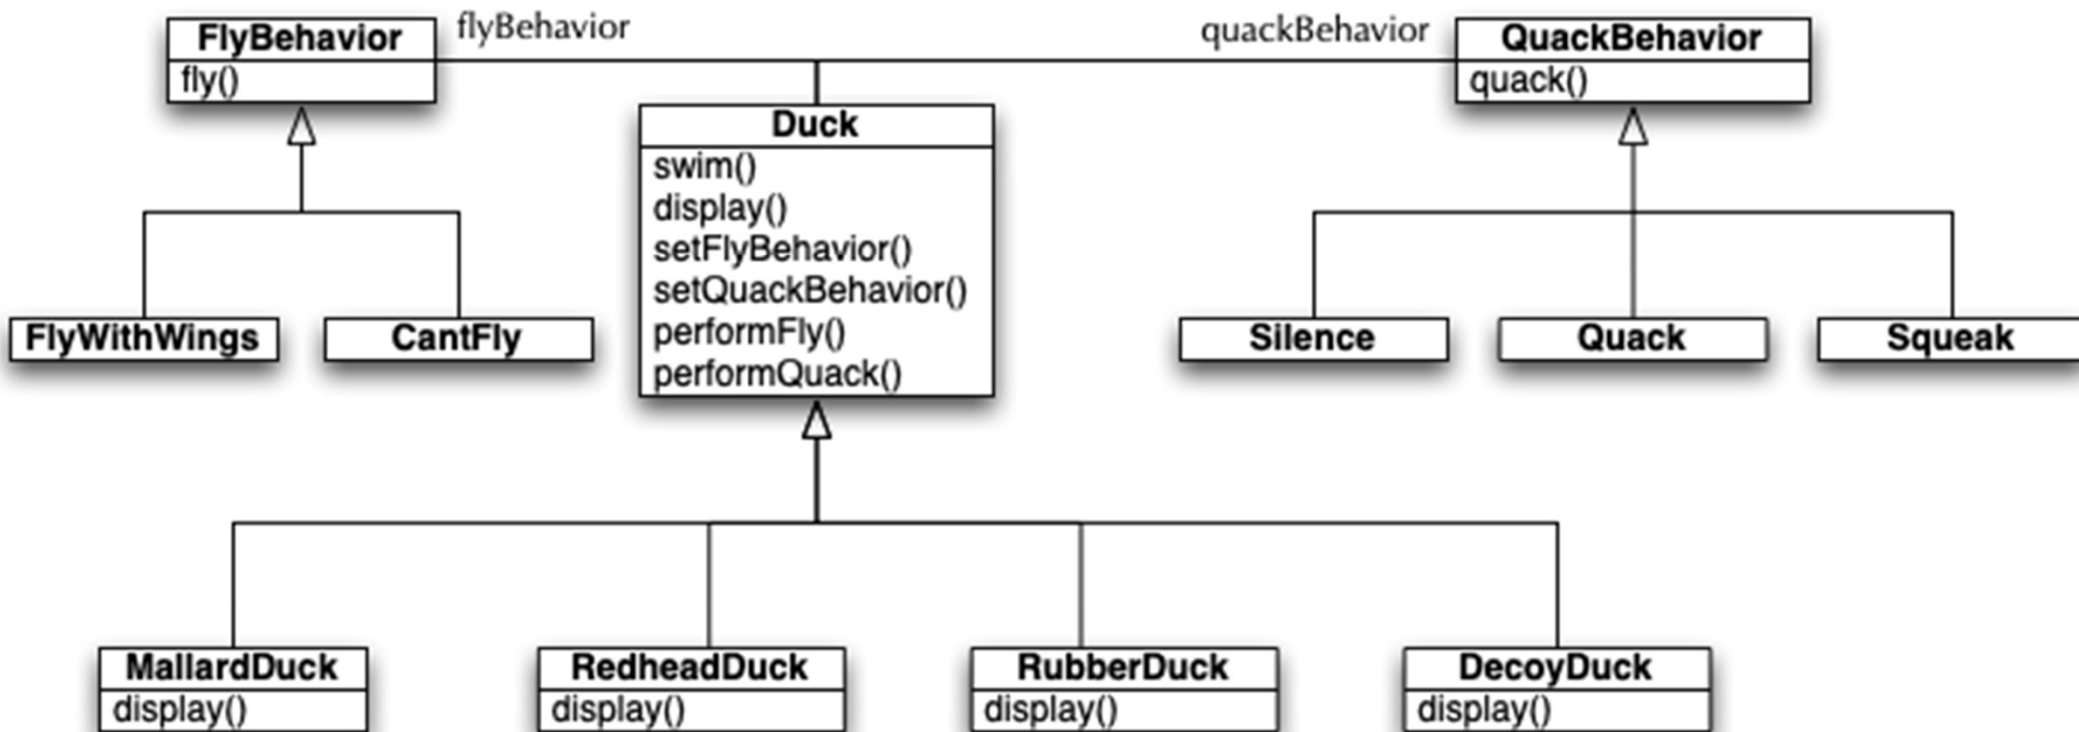 FlyBehavior
fly()
flyBehavior
quackBehavior
QuackBehavior
quack()
Duck
swim()
display()
setFlyBehavior()
setQuackBehavior()
performFly()
performQuack()
FlyWithWings
CantFly
Silence
Quack
Squeak
MallardDuck
display()
RedheadDuck
display()
RubberDuck
display()
DecoyDuck
display()